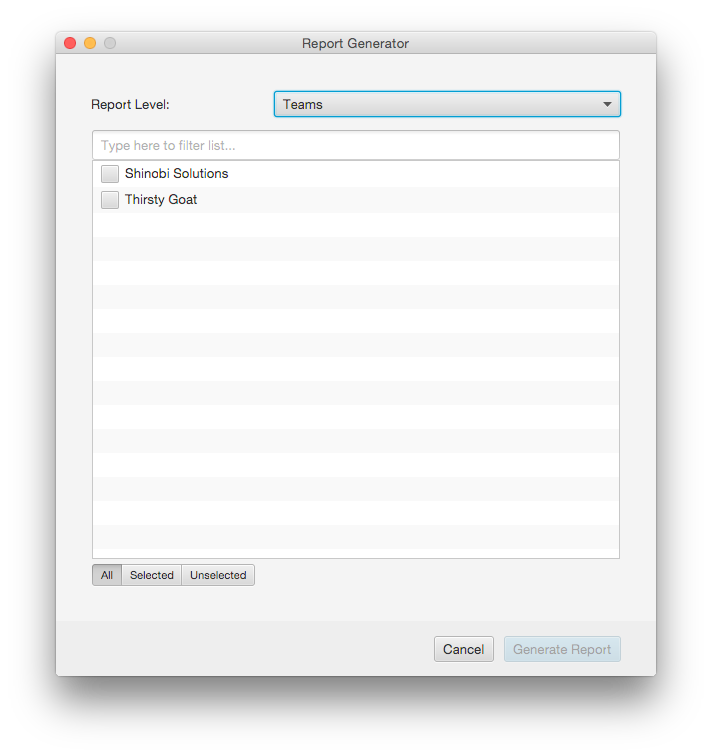 Report Generator
Report Level: Teams
Type here to filter list...
Shinobi Solutions
Thirsty Goat
All Selected Unselected
Cancel Generate Report